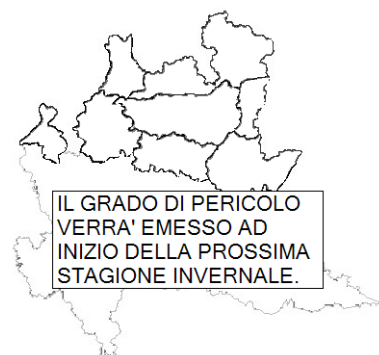 IL GRADO DI PERICOLO
VERRA' EMESSO AD
INIZIO DELLA PROSSIMA
STAGIONE INVERNALE.